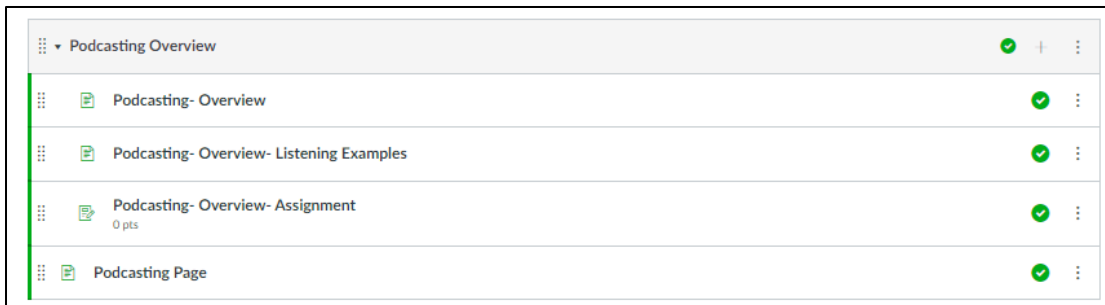 Podcasting Overview
Podcasting- Overview
Podcasting- Overview- Listening Examples
Podcasting- Overview- Assignment
0 pts
Podcasting Page